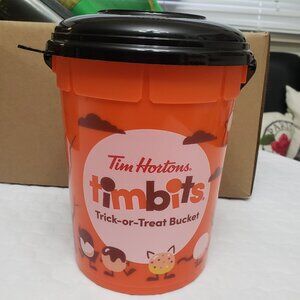 Tim Hortons.
timbits.
Trick-or-Treat Bucket